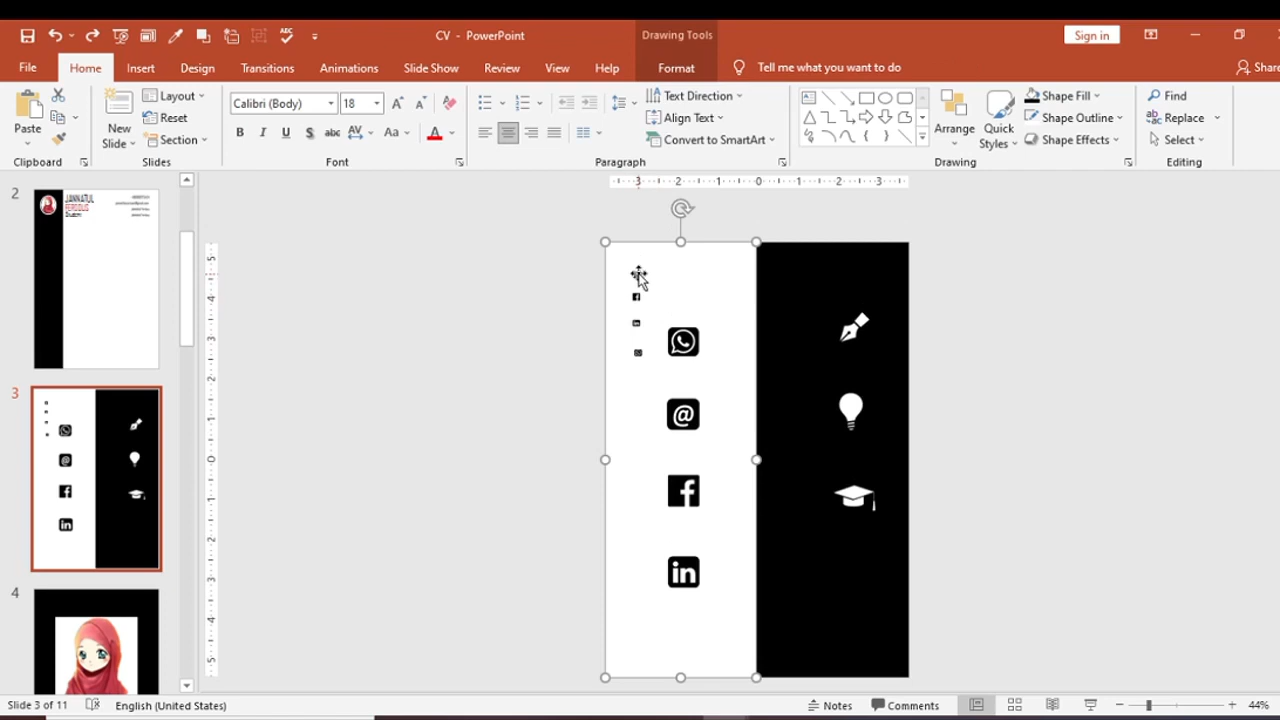 CV - PowerPoint
Drawing Tools
Sign in
File
Home
Insert
Design
Transitions
Animations
Slide Show
Review
View
Help
Format
Tell me what you want to do
Share
Paste
Clipboard
New Slide
Layout
Reset
Section
Slides
Calibri (Body)
18
Font
Text Direction
Align Text
Convert to SmartArt
Paragraph
Arrange
Quick Styles
Shape Fill
Shape Outline
Shape Effects
Drawing
Find
Replace
Select
Editing
2
JANNATUL
FERDOUS
3
4
in
Slide 3 of 11
English (United States)
Notes
Comments
44%